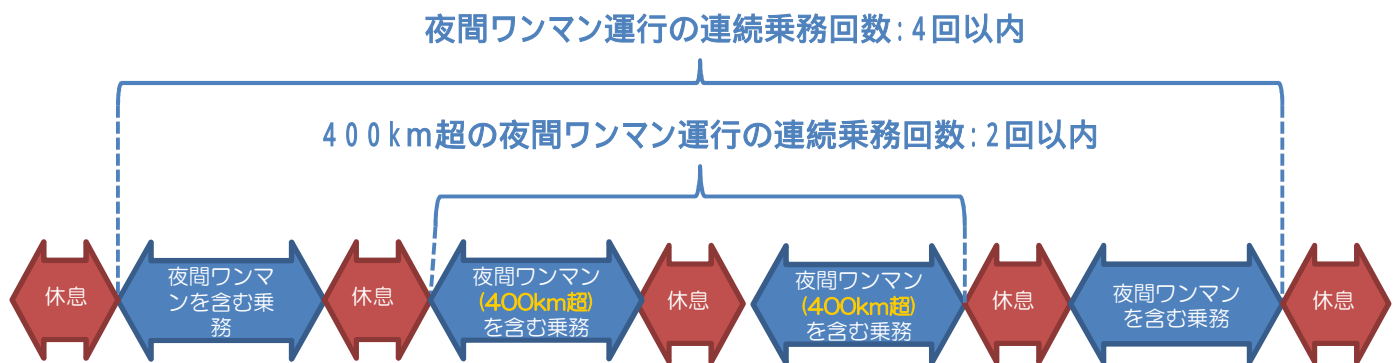 夜間ワンマン運行の連続乗務回数:4回以内
400km超の夜間ワンマン運行の連続乗務回数:2回以内
休息
夜間ワンマ
ンを含む乗
務
休息
夜間ワンマン
(400km超)
を含む乗務
休息
夜間ワンマン
(400km超)
を含む乗務
休息
夜間ワンマン
を含む乗務
休息